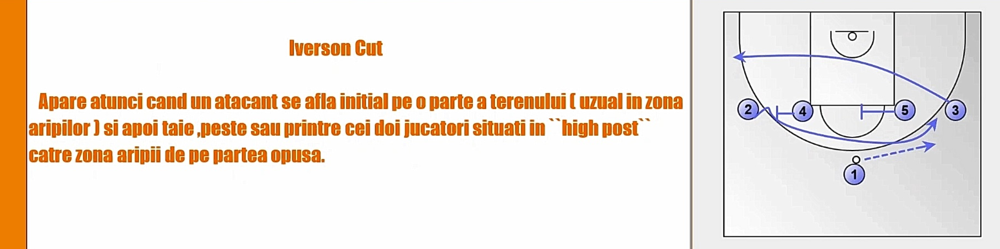 Iverson Cut
Apare atunci cand un atacant se afla initial pe o parte a terenului ( uzual in zona
aripilor ) si apoi taie ,peste sau printre cei doi jucatori situati in ``high post``
catre zona aripii de pe partea opusa.
2 4 5 3
1